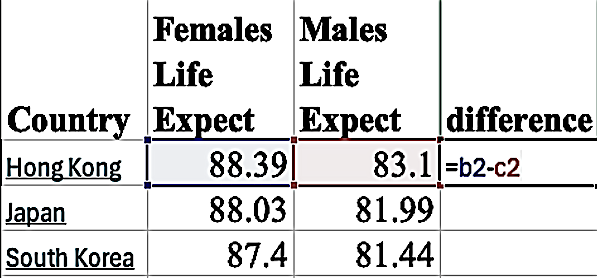 Country Females Life Expect Males Life Expect difference
Hong Kong 88.39 83.1 =b2-c2
Japan 88.03 81.99
South Korea 87.4 81.44